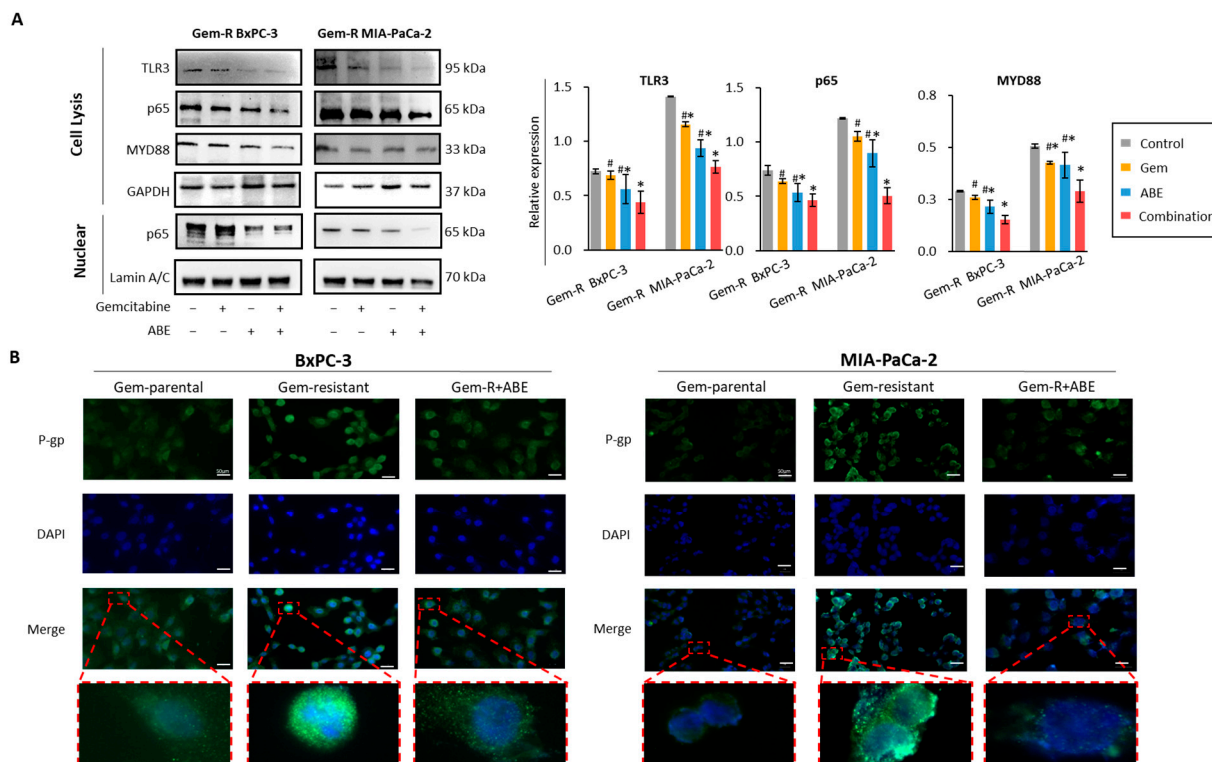 A
Gem-R BxPC-3 Gem-R MIA-PaCa-2
Cell Lysis
TLR3 95 kDa
p65 65 kDa
MYD88 33 kDa
GAPDH 37 kDa
Nuclear
p65 65 kDa
Lamin A/C 70 kDa
Gemcitabine – + – + – + – +
ABE – – + + – – + +
Relative expression
TLR3
1.5
1.0
0.5
0.0
# #* * #* #* *
Gem-R BxPC-3
Gem-R MIA-PaCa-2
p65
1.5
1.0
0.5
0.0
# #* * # #* *
Gem-R BxPC-3
Gem-R MIA-PaCa-2
MYD88
0.9
0.6
0.3
0.0
# #* * #* #* *
Gem-R BxPC-3
Gem-R MIA-PaCa-2
Control
Gem
ABE
Combination
B
BxPC-3
Gem-parental Gem-resistant Gem-R+ABE
P-gp
50μm
DAPI
Merge
MIA-PaCa-2
Gem-parental Gem-resistant Gem-R+ABE
P-gp
50μm
DAPI
Merge